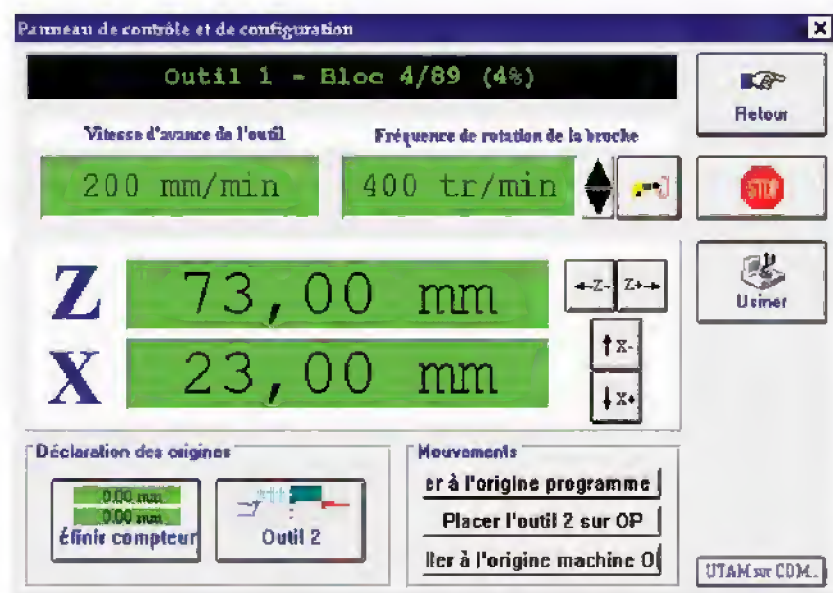 Panneau de contrôle et de configuration
Outil 1 - Bloc 4/89 (4%)
Retour
Vitesse d'avance de l'outil
Fréquence de rotation de la broche
200 mm/min
400 tr/min
STOP
Z
73,00 mm
←Z-
Z+→
Usiner
X
23,00 mm
↑X-
↓X+
Déclaration des origines
Mouvements
0.00 mm
0.00 mm
éfinir compteur
Outil 2
er à l'origine programme
Placer l'outil 2 sur OP
ller à l'origine machine O
UTAM sur CDM..